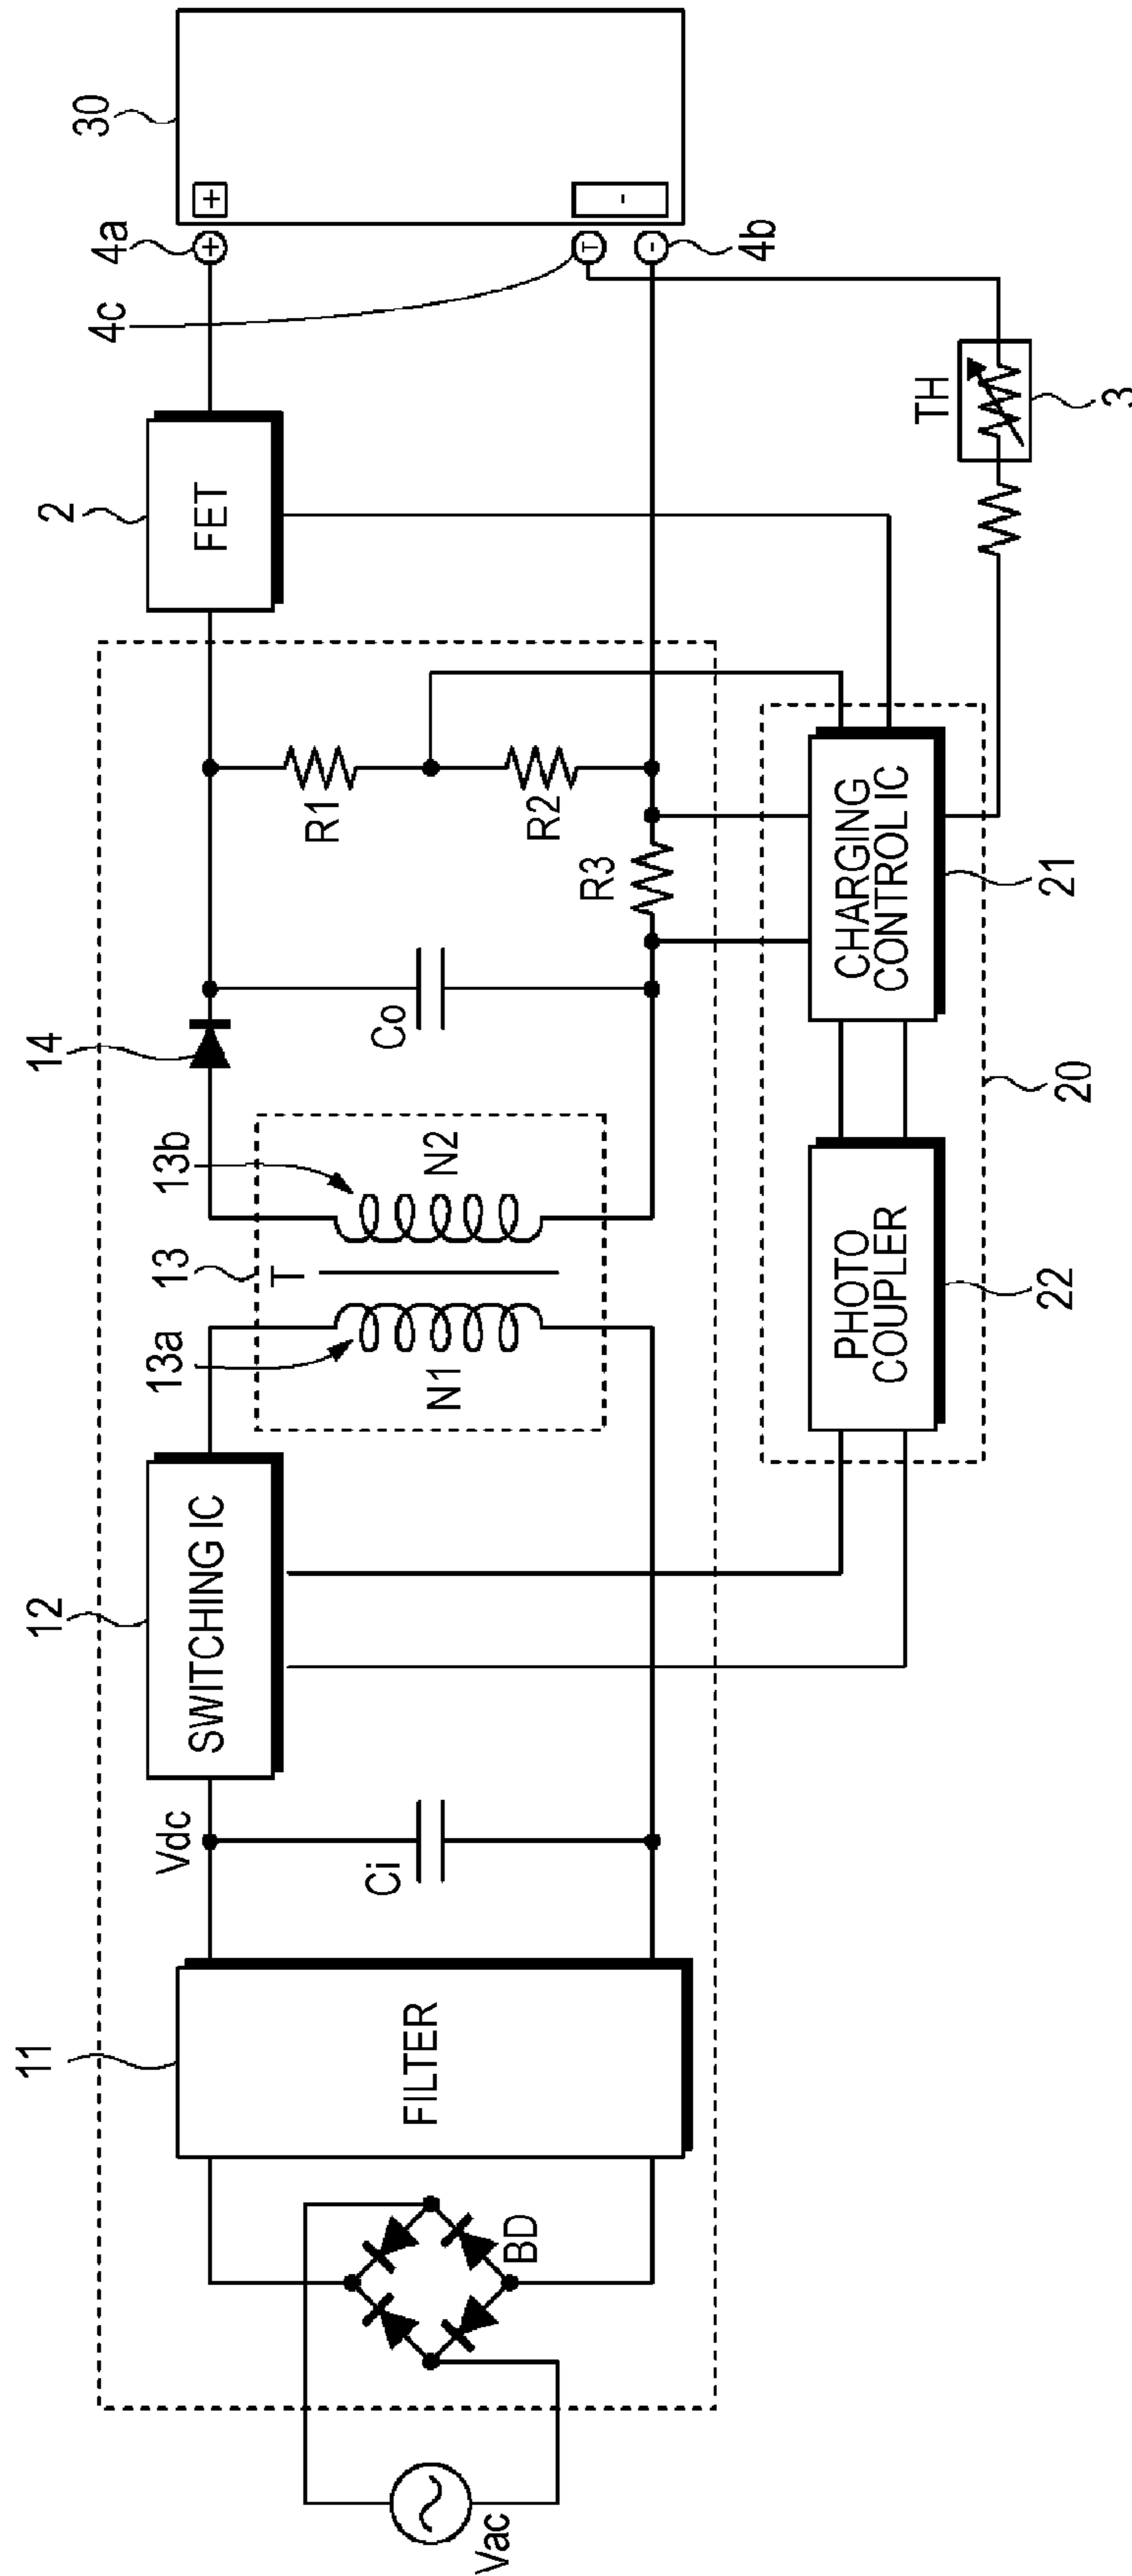 11
12
13a
13
13b
14
2
4c
4a
30
Vac
BD
FILTER
Vdc
Ci
SWITCHING IC
N1
T
N2
Co
R1
R2
R3
FET
+
T
-
+
-
4b
TH
3
PHOTO
COUPLER
22
CHARGING
CONTROL IC
21
20